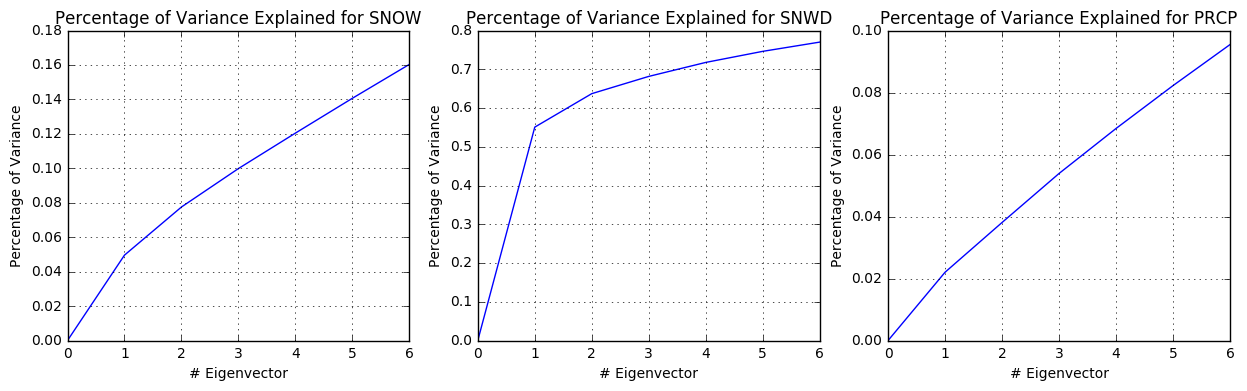 Percentage of Variance Explained for SNOW
0.18
0.16
0.14
0.12
0.10
0.08
0.06
0.04
0.02
0.00
Percentage of Variance
0 1 2 3 4 5 6
# Eigenvector
Percentage of Variance Explained for SNWD
0.8
0.7
0.6
0.5
0.4
0.3
0.2
0.1
0.0
Percentage of Variance
0 1 2 3 4 5 6
# Eigenvector
Percentage of Variance Explained for PRCP
0.10
0.08
0.06
0.04
0.02
0.00
Percentage of Variance
0 1 2 3 4 5 6
# Eigenvector